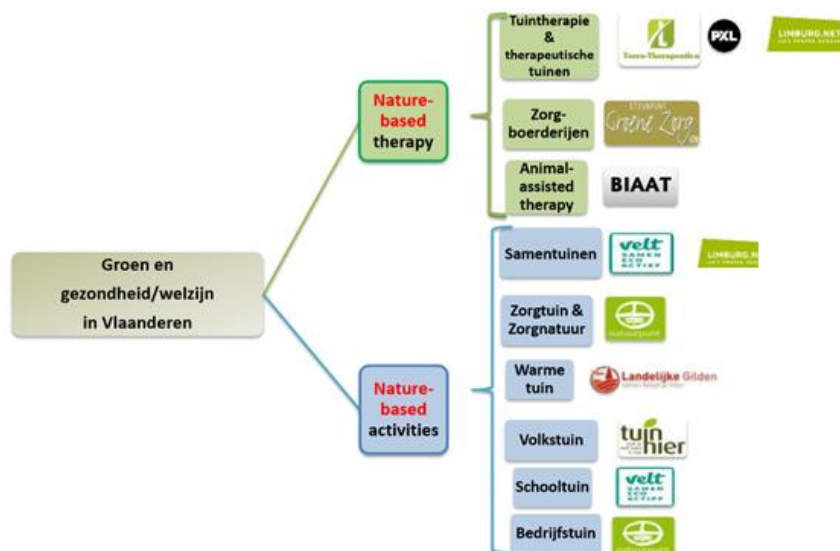 Groen en
gezondheid/welzijn
in Vlaanderen
Nature-
based
therapy
Tuintherapie
&
therapeutische
tuinen
Terra-Therapeutica
PXL
LIMBURG.NET
Zorg-
boerderijen
STEUNPUNT
Groene Zorg
Animal-
assisted
therapy
BIAAT
Nature-
based
activities
Samentuinen
velt
SAMEN
ECO
ACTIEF
LIMBURG.N
Zorgtuin &
Zorgnatuur
natuurpunt
Warme
tuin
Landelijke Gilden
Volkstuin
tuin
hier
Schooltuin
velt
SAMEN
ECO
ACTIEF
Bedrijfstuin